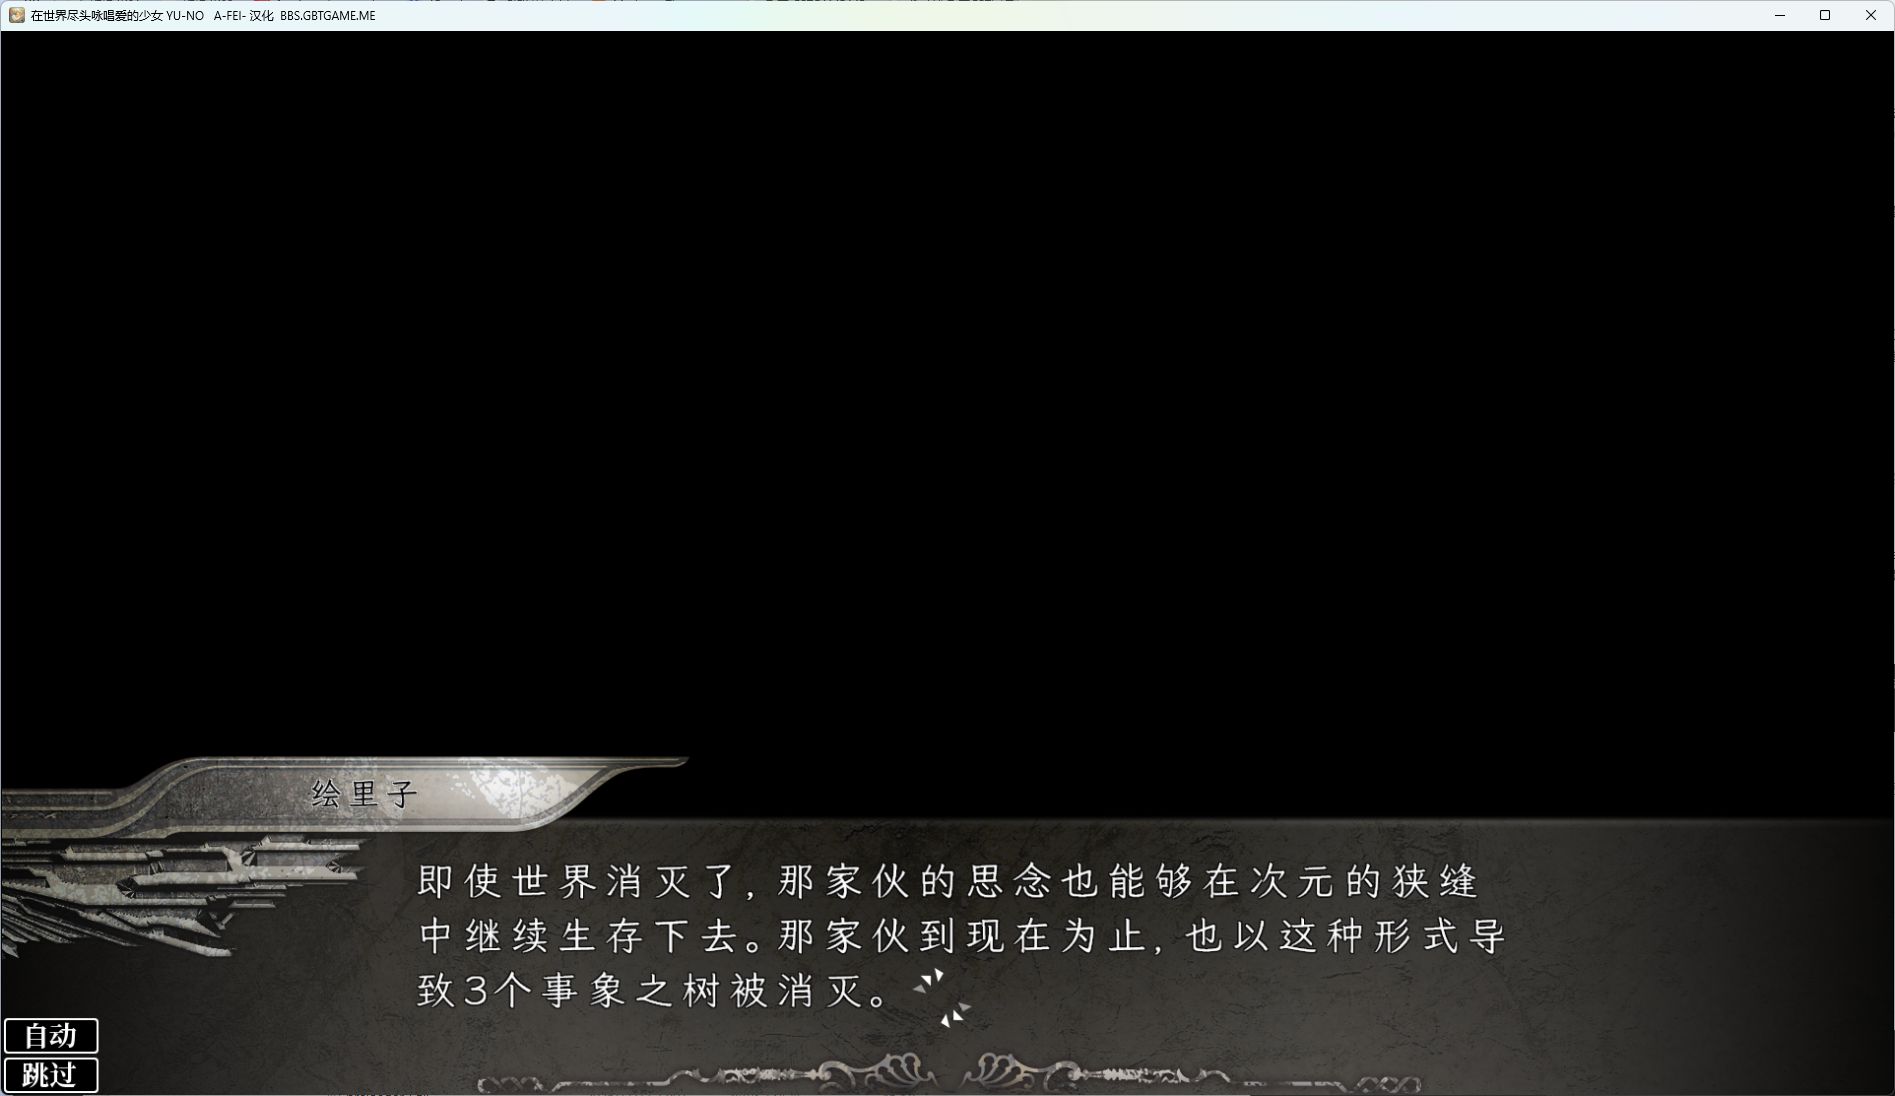 在世界尽头咏唱爱的少女 YU-NO A-FEI- 汉化 BBS.GBTGAME.ME
绘里子
即使世界消灭了，那家伙的思念也能够在次元的狭缝
中继续生存下去。那家伙到现在为止，也以这种形式导
致3个事象之树被消灭。
自动
跳过